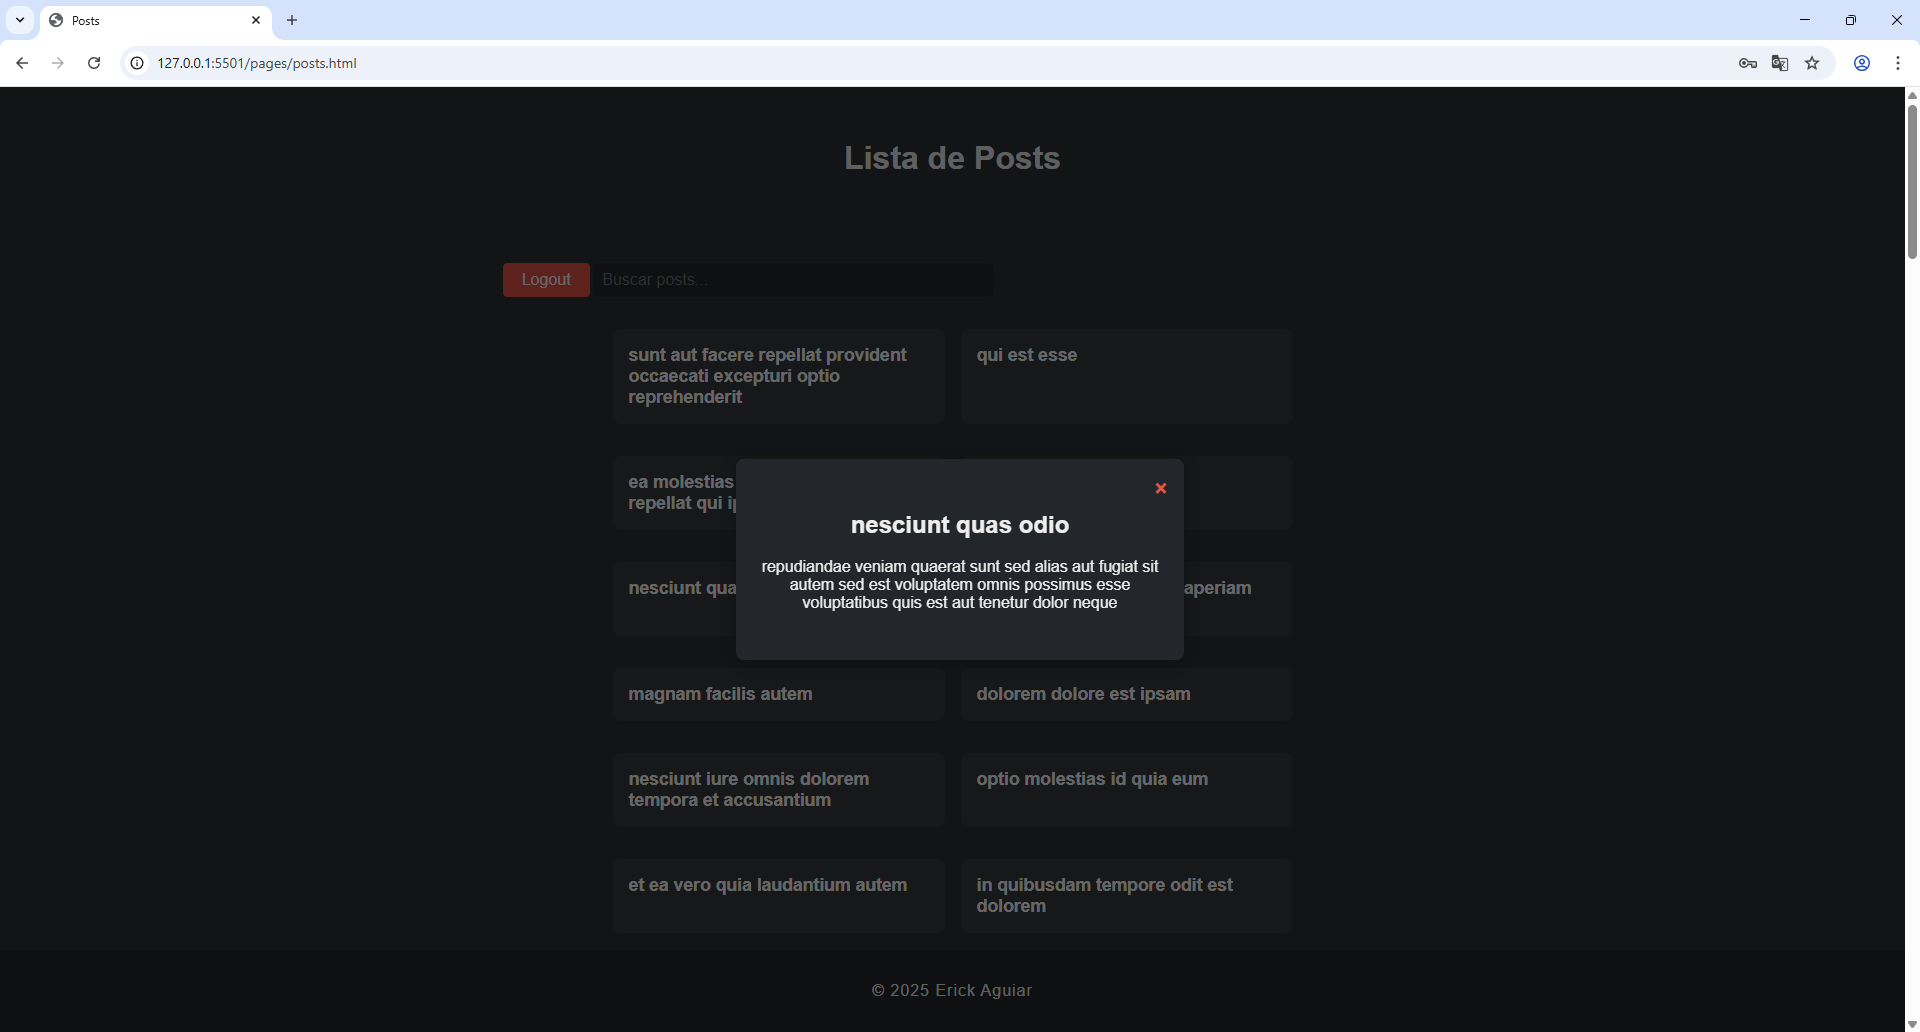 Posts
127.0.0.1:5501/pages/posts.html
Lista de Posts
Logout
Buscar posts...
sunt aut facere repellat provident
occaecati excepturi optio
reprehenderit
qui est esse
ea molestias
repellat qui
nesciunt quas odio
repudiandae veniam quaerat sunt sed alias aut fugiat sit
autem sed est voluptatem omnis possimus esse
voluptatibus quis est aut tenetur dolor neque
nesciunt qua
aperiam
magnam facilis autem
dolorem dolore est ipsam
nesciunt iure omnis dolorem
tempora et accusantium
optio molestias id quia eum
et ea vero quia laudantium autem
in quibusdam tempore odit est
dolorem
© 2025 Erick Aguiar